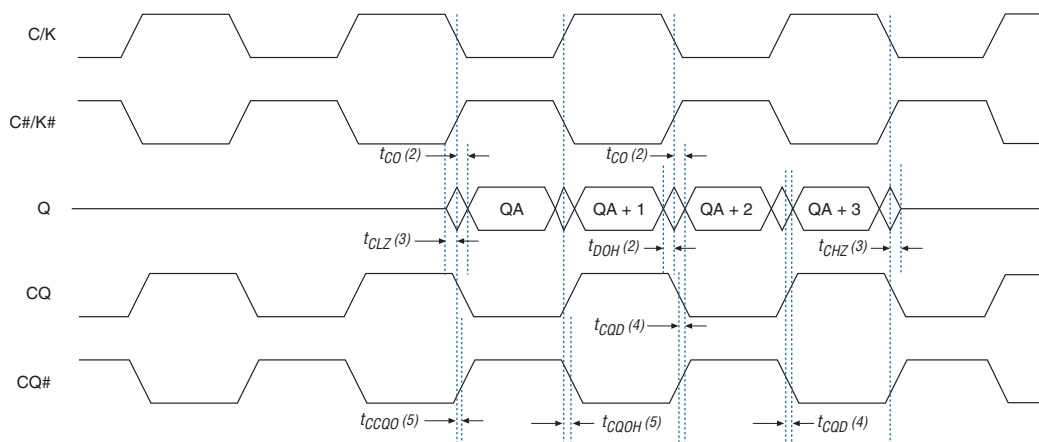 C/K
C#/K#
tCO (2) tCO (2)
Q QA QA + 1 QA + 2 QA + 3
tCLZ (3) tDOH (2) tCHZ (3)
CQ
tCQD (4)
CQ#
tCCQO (5) tCQOH (5) tCQD (4)